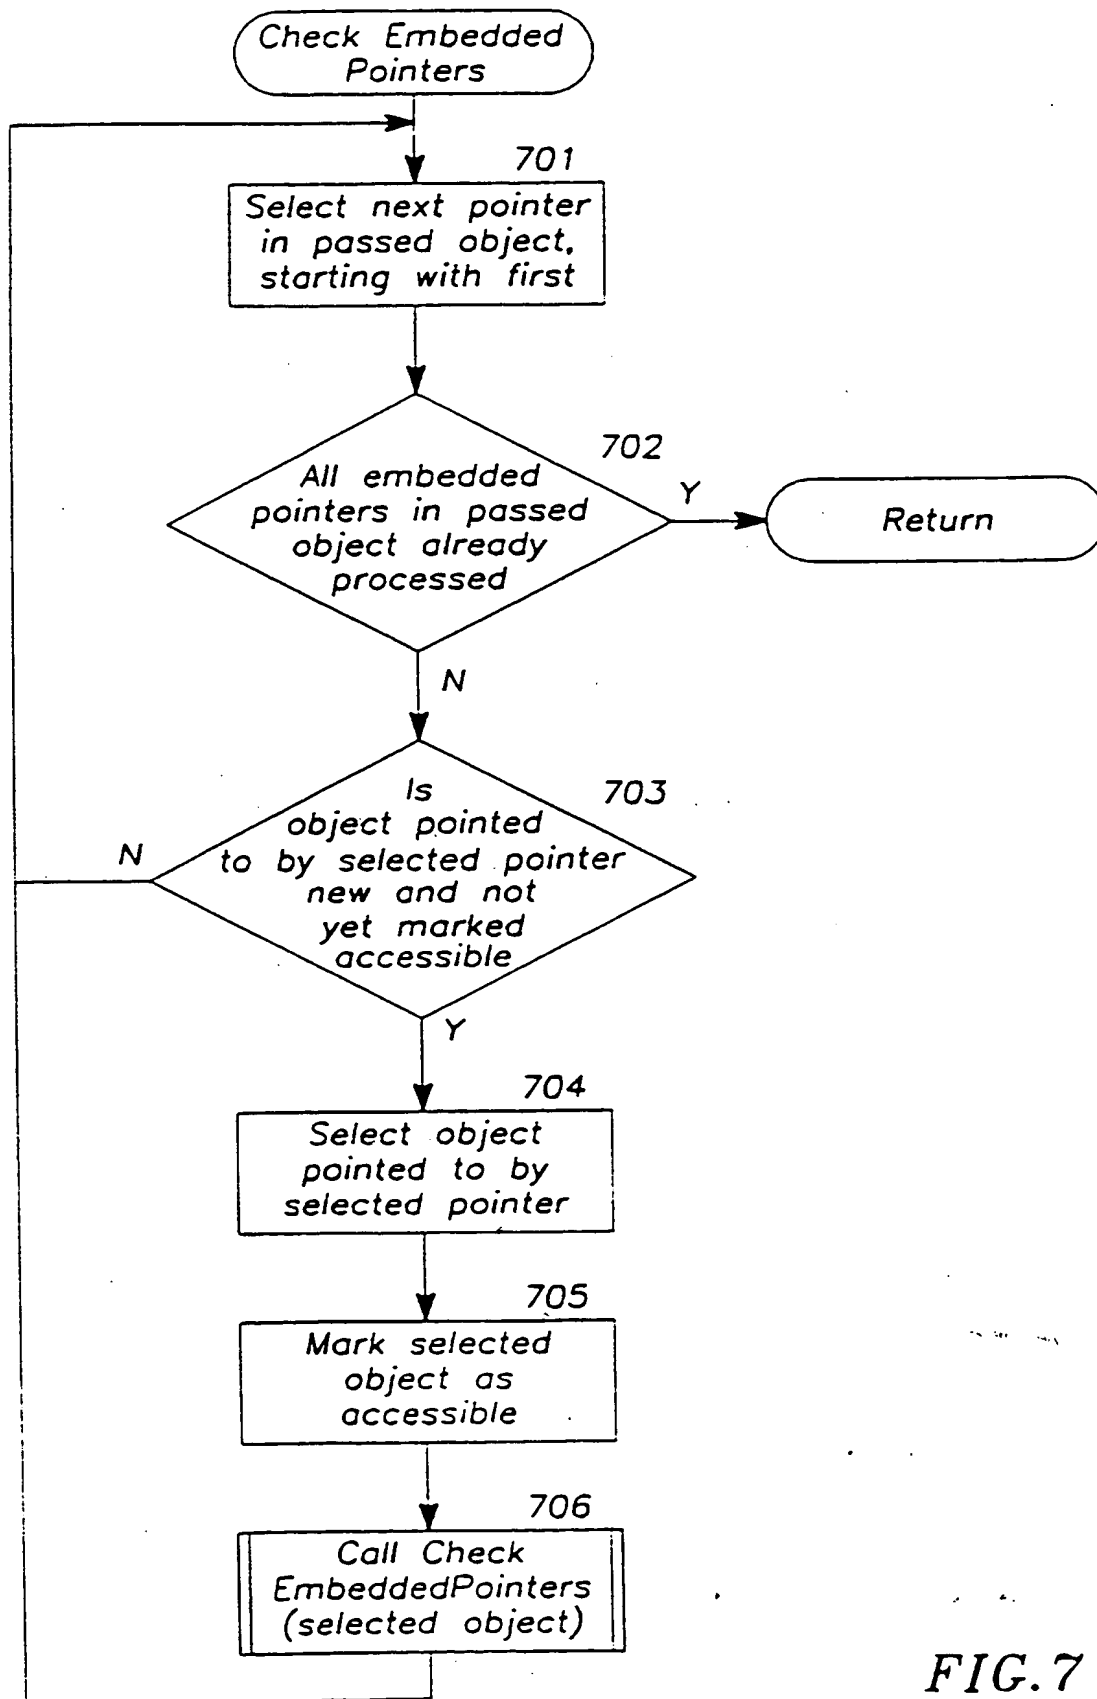 Check Embedded
Pointers
701
Select next pointer
in passed object,
starting with first
702
All embedded
pointers in passed
object already
processed
Y
Return
N
703
Is
object pointed
to by selected pointer
new and not
yet marked
accessible
N
Y
704
Select object
pointed to by
selected pointer
705
Mark selected
object as
accessible
706
Call Check
EmbeddedPointers
(selected object)
FIG. 7